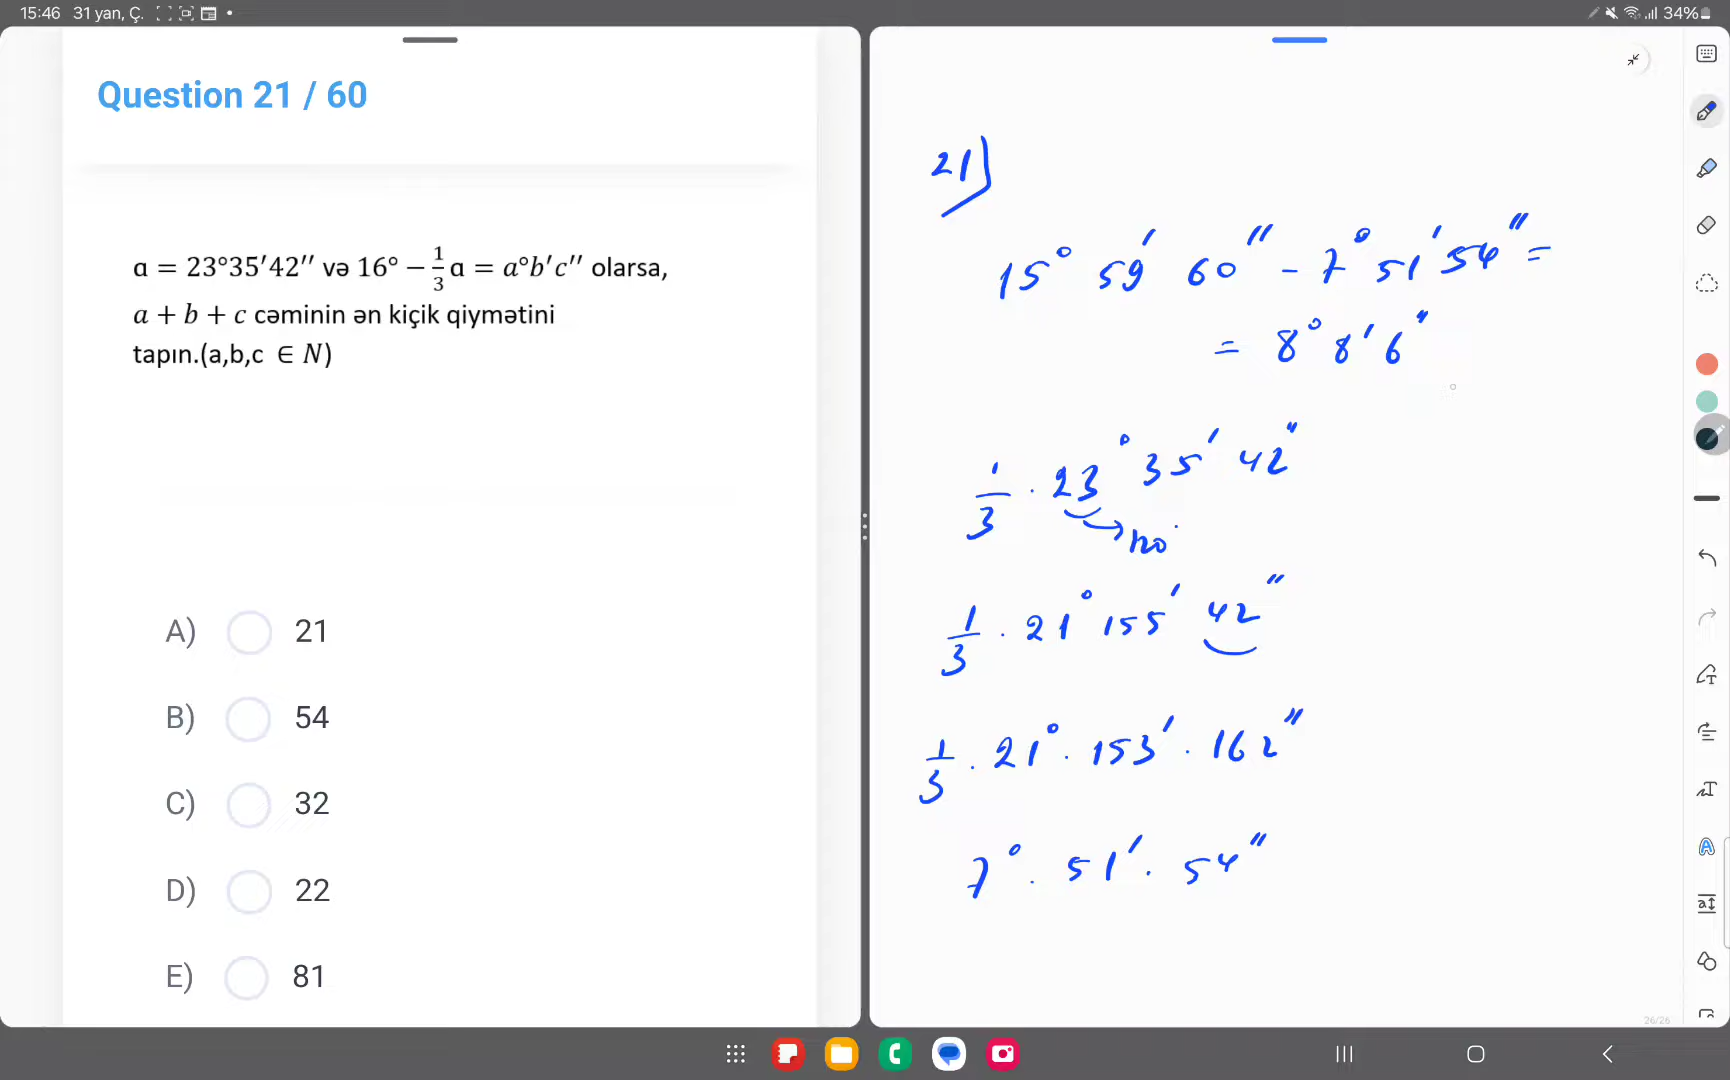 15:46 31 yan, Ç.
34%
Question 21 / 60
ɑ = 23°35′42′′ və 16° − 1/3 ɑ = a°b′c′′ olarsa,
a + b + c cəminin ən kiçik qiymətini
tapın.(a,b,c ∈ N)
A) 21
B) 54
C) 32
D) 22
E) 81
21)
15° 59′ 60′′ − 7° 51′ 54′′ =
= 8° 8′ 6′′
1/3 · 23° 35′ 42′′
120
1/3 · 21° 155′ 42′′
1/3 · 21° · 153′ · 162′′
7° · 51′ · 54′′
26/26